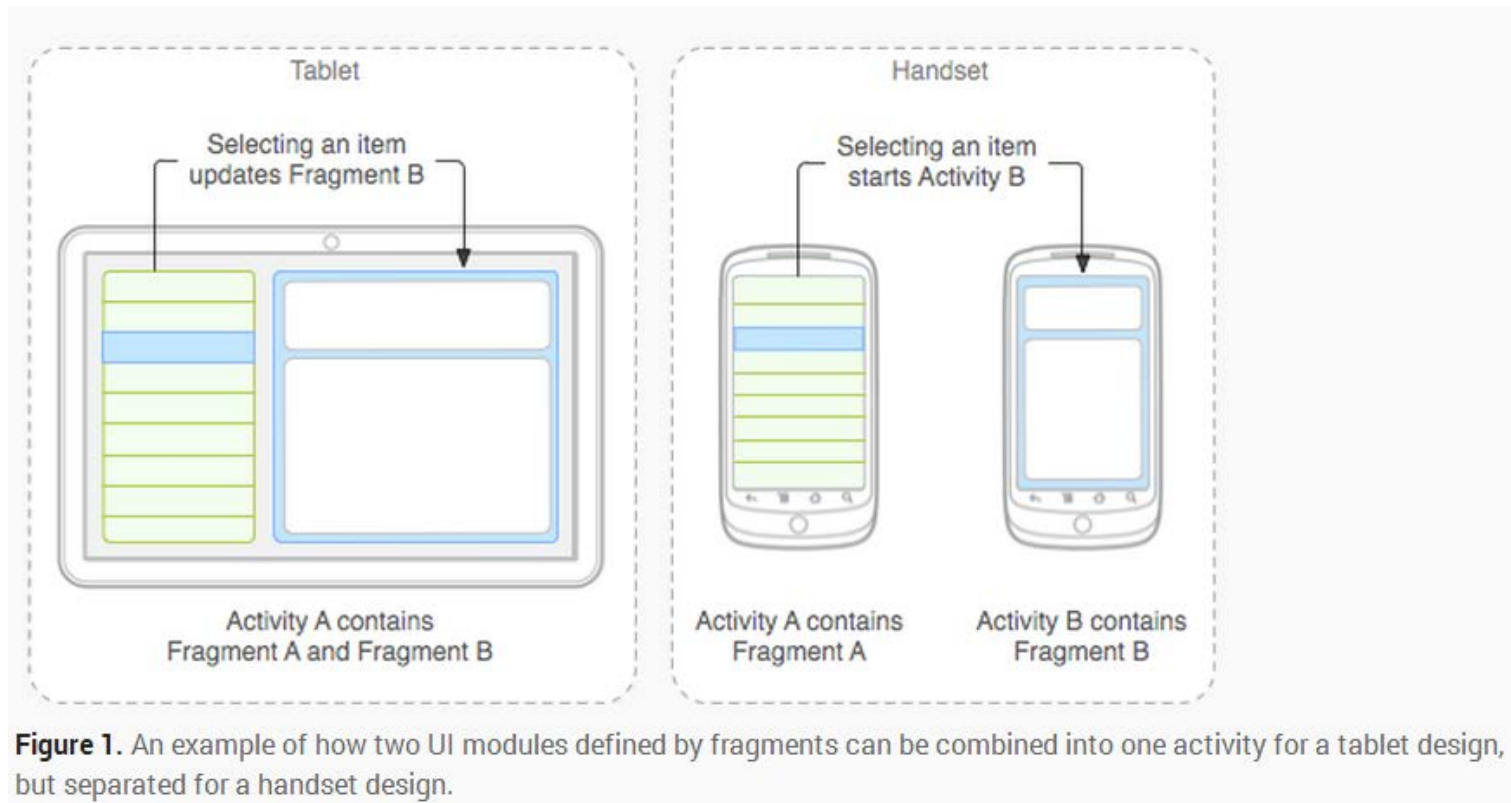 Tablet
Selecting an item
updates Fragment B
Activity A contains
Fragment A and Fragment B
Handset
Selecting an item
starts Activity B
Activity A contains
Fragment A
Activity B contains
Fragment B
Figure 1. An example of how two UI modules defined by fragments can be combined into one activity for a tablet design,
but separated for a handset design.